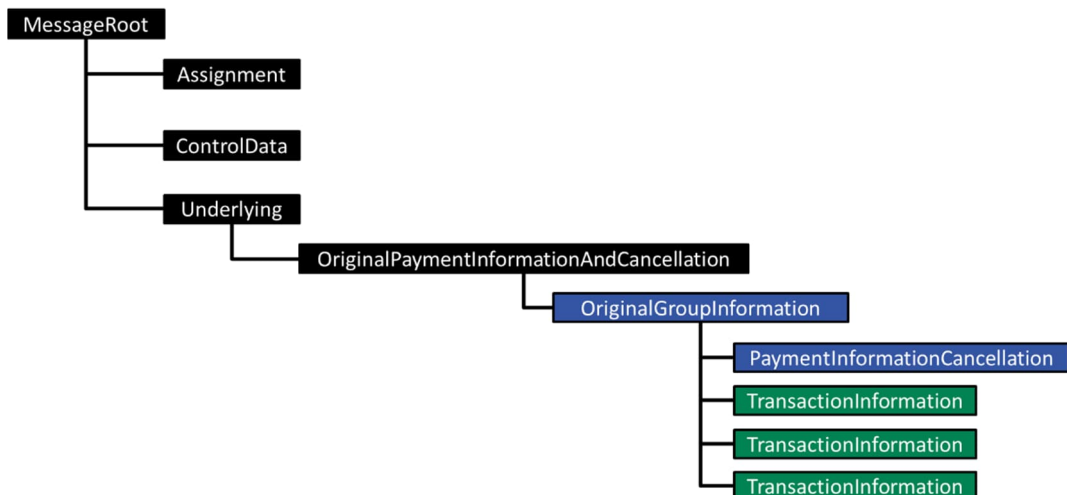 MessageRoot
Assignment
ControlData
Underlying
OriginalPaymentInformationAndCancellation
OriginalGroupInformation
PaymentInformationCancellation
TransactionInformation
TransactionInformation
TransactionInformation